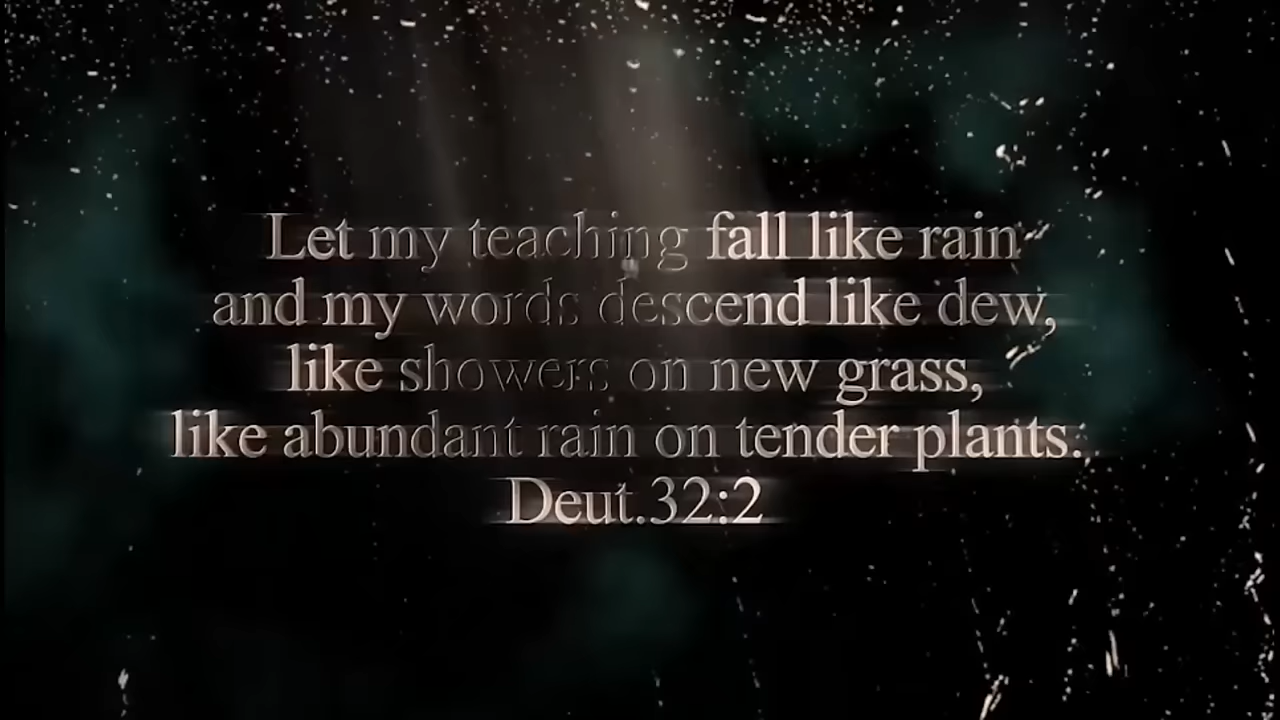 Let my teaching fall like rain
and my words descend like dew,
like showers on new grass,
like abundant rain on tender plants.
Deut.32:2